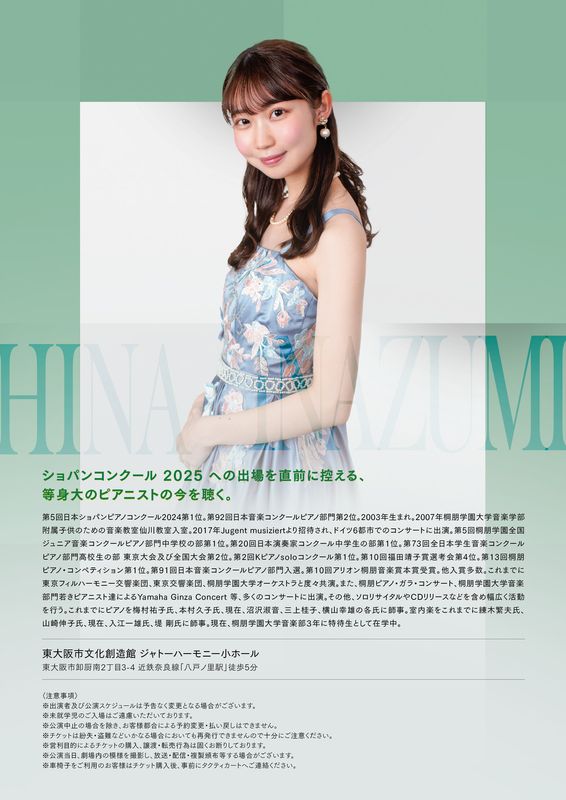 HINA INAZUMI
ショパンコンクール 2025 への出場を直前に控える、
等身大のピアニストの今を聴く。
第5回日本ショパンピアノコンクール2024第1位。第92回日本音楽コンクールピアノ部門第2位。2003年生まれ。2007年桐朋学園大学音楽学部
附属子供のための音楽教室仙川教室入室。2017年Jugent musiziertより招待され、ドイツ6都市でのコンサートに出演。第5回桐朋学園全国
ジュニア音楽コンクールピアノ部門中学校の部第1位。第20回日本演奏家コンクール中学生の部第1位。第73回全日本学生音楽コンクール
ピアノ部門高校生の部 東京大会及び全国大会第2位。第2回Kピアノsoloコンクール第1位。第10回福田靖子賞選考会第4位。第13回桐朋
ピアノ・コンペティション第1位。第91回日本音楽コンクールピアノ部門入選。第10回アリオン桐朋音楽賞本賞受賞。他入賞多数。これまでに
東京フィルハーモニー交響楽団、東京交響楽団、桐朋学園大学オーケストラと度々共演。また、桐朋ピアノ・ガラ・コンサート、桐朋学園大学音楽
部門若きピアニスト達によるYamaha Ginza Concert 等、多くのコンサートに出演。その他、ソロリサイタルやCDリリースなどを含め幅広く活動
を行う。これまでにピアノを梅村祐子氏、本村久子氏、現在、沼沢淑音、三上桂子、横山幸雄の各氏に師事。室内楽をこれまでに錬木繁夫氏、
山崎伸子氏、現在、入江一雄氏、堤 剛氏に師事。現在、桐朋学園大学音楽部3年に特待生として在学中。
東大阪市文化創造館 ジャトーハーモニー小ホール
東大阪市御厨南2丁目3-4 近鉄奈良線「八戸ノ里駅」徒歩5分
〈注意事項〉
※出演者及び公演スケジュールは予告なく変更となる場合がございます。
※未就学児のご入場はご遠慮いただいております。
※公演中止の場合を除き、お客様都合による予約変更・払い戻しはできません。
※チケットは紛失・盗難などいかなる場合においても再発行できませんので十分にご注意ください。
※営利目的によるチケットの購入、譲渡・転売行為は固くお断りしております。
※公演当日、劇場内の模様を撮影し、放送・配信・複製頒布等する場合がございます。
※車椅子をご利用のお客様はチケット購入後、事前にタクティカートへご連絡ください。